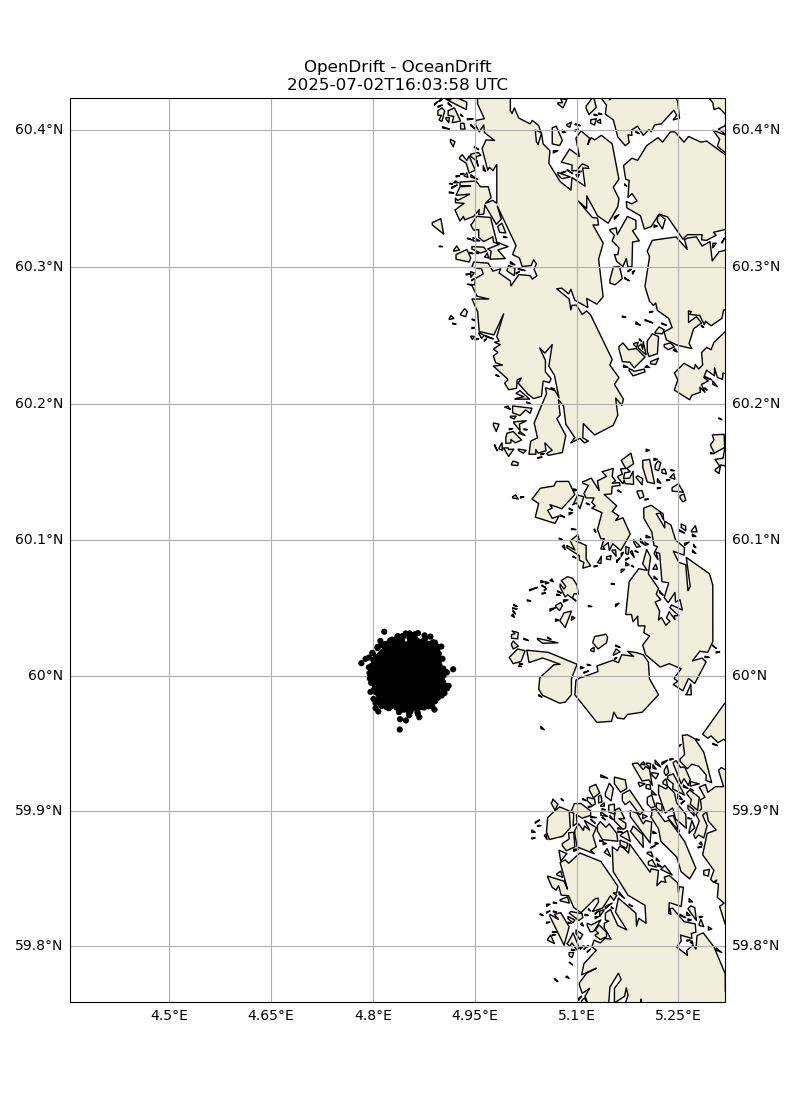 OpenDrift - OceanDrift
2025-07-02T16:03:58 UTC
60.4°N 60.4°N
60.3°N 60.3°N
60.2°N 60.2°N
60.1°N 60.1°N
60°N 60°N
59.9°N 59.9°N
59.8°N 59.8°N
4.5°E 4.65°E 4.8°E 4.95°E 5.1°E 5.25°E